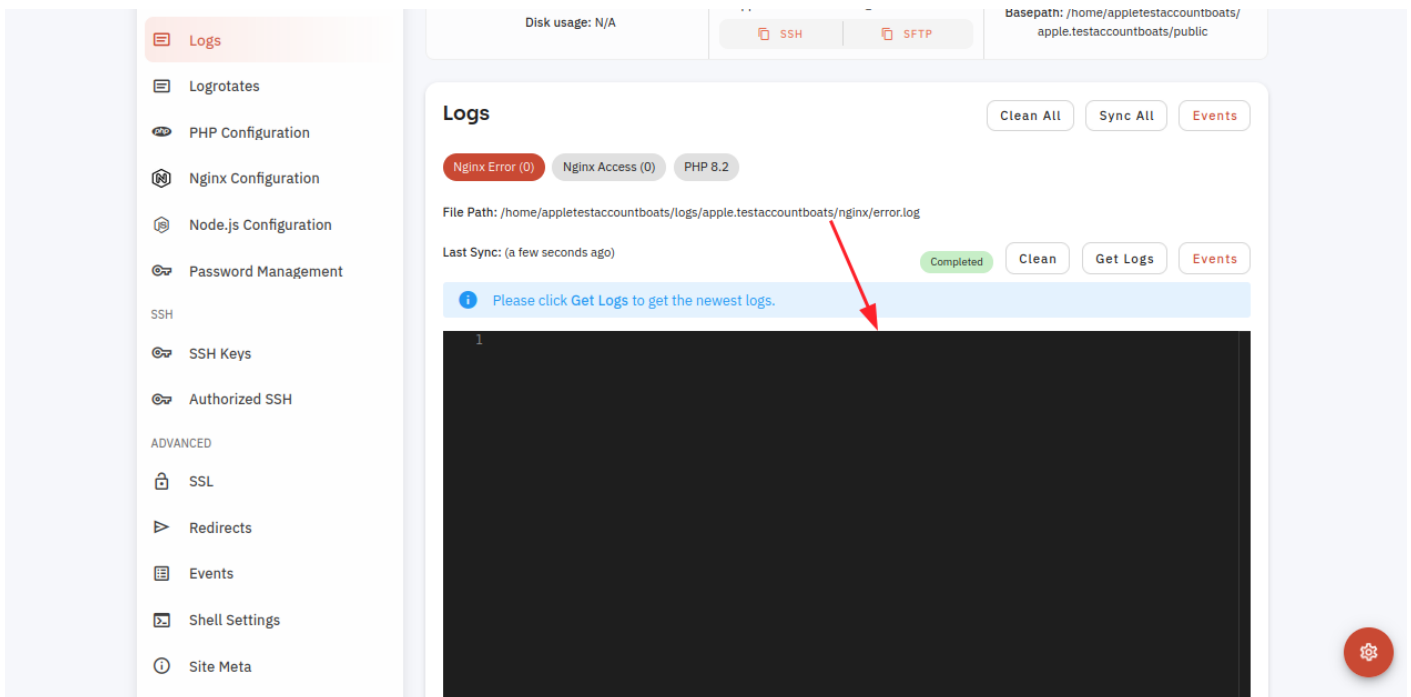 Logs
Logrotates
PHP Configuration
Nginx Configuration
Node.js Configuration
Password Management
SSH
SSH Keys
Authorized SSH
ADVANCED
SSL
Redirects
Events
Shell Settings
Site Meta
Disk usage: N/A
SSH
SFTP
Basepath: /home/appletestaccountboats/
apple.testaccountboats/public
Logs
Clean All
Sync All
Events
Nginx Error (0)
Nginx Access (0)
PHP 8.2
File Path: /home/appletestaccountboats/logs/apple.testaccountboats/nginx/error.log
Last Sync: (a few seconds ago)
Completed
Clean
Get Logs
Events
Please click Get Logs to get the newest logs.
1